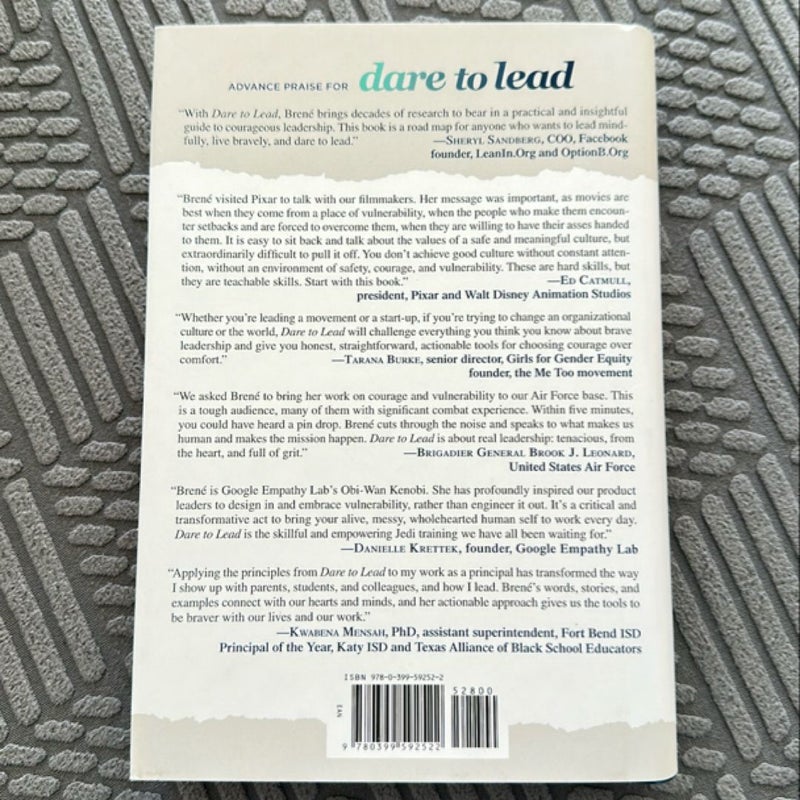 ADVANCE PRAISE FOR dare to lead
“With Dare to Lead, Brené brings decades of research to bear in a practical and insightful
guide to courageous leadership. This book is a road map for anyone who wants to lead mind-
fully, live bravely, and dare to lead.” —SHERYL SANDBERG, COO, Facebook
founder, LeanIn.Org and OptionB.Org
“Brené visited Pixar to talk with our filmmakers. Her message was important, as movies are
best when they come from a place of vulnerability, when the people who make them encoun-
ter setbacks and are forced to overcome them, when they are willing to have their asses handed
to them. It is easy to sit back and talk about the values of a safe and meaningful culture, but
extraordinarily difficult to pull it off. You don’t achieve good culture without constant atten-
tion, without an environment of safety, courage, and vulnerability. These are hard skills, but
they are teachable skills. Start with this book.” —ED CATMULL,
president, Pixar and Walt Disney Animation Studios
“Whether you’re leading a movement or a start-up, if you’re trying to change an organizational
culture or the world, Dare to Lead will challenge everything you think you know about brave
leadership and give you honest, straightforward, actionable tools for choosing courage over
comfort.” —TARANA BURKE, senior director, Girls for Gender Equity
founder, the Me Too movement
“We asked Brené to bring her work on courage and vulnerability to our Air Force base. This
is a tough audience, many of them with significant combat experience. Within five minutes,
you could have heard a pin drop. Brené cuts through the noise and speaks to what makes us
human and makes the mission happen. Dare to Lead is about real leadership: tenacious, from
the heart, and full of grit.” —BRIGADIER GENERAL BROOK J. LEONARD,
United States Air Force
“Brené is Google Empathy Lab’s Obi-Wan Kenobi. She has profoundly inspired our product
leaders to design in and embrace vulnerability, rather than engineer it out. It’s a critical and
transformative act to bring your alive, messy, wholehearted human self to work every day.
Dare to Lead is the skillful and empowering Jedi training we have all been waiting for.”
—DANIELLE KRETTEK, founder, Google Empathy Lab
“Applying the principles from Dare to Lead to my work as a principal has transformed the way
I show up with parents, students, and colleagues, and how I lead. Brené’s words, stories, and
examples connect with our hearts and minds, and her actionable approach gives us the tools to
be braver with our lives and our work.”
—KWABENA MENSAH, PhD, assistant superintendent, Fort Bend ISD
Principal of the Year, Katy ISD and Texas Alliance of Black School Educators
ISBN 978-0-399-59252-2
52800
EAN
9 780399 592522